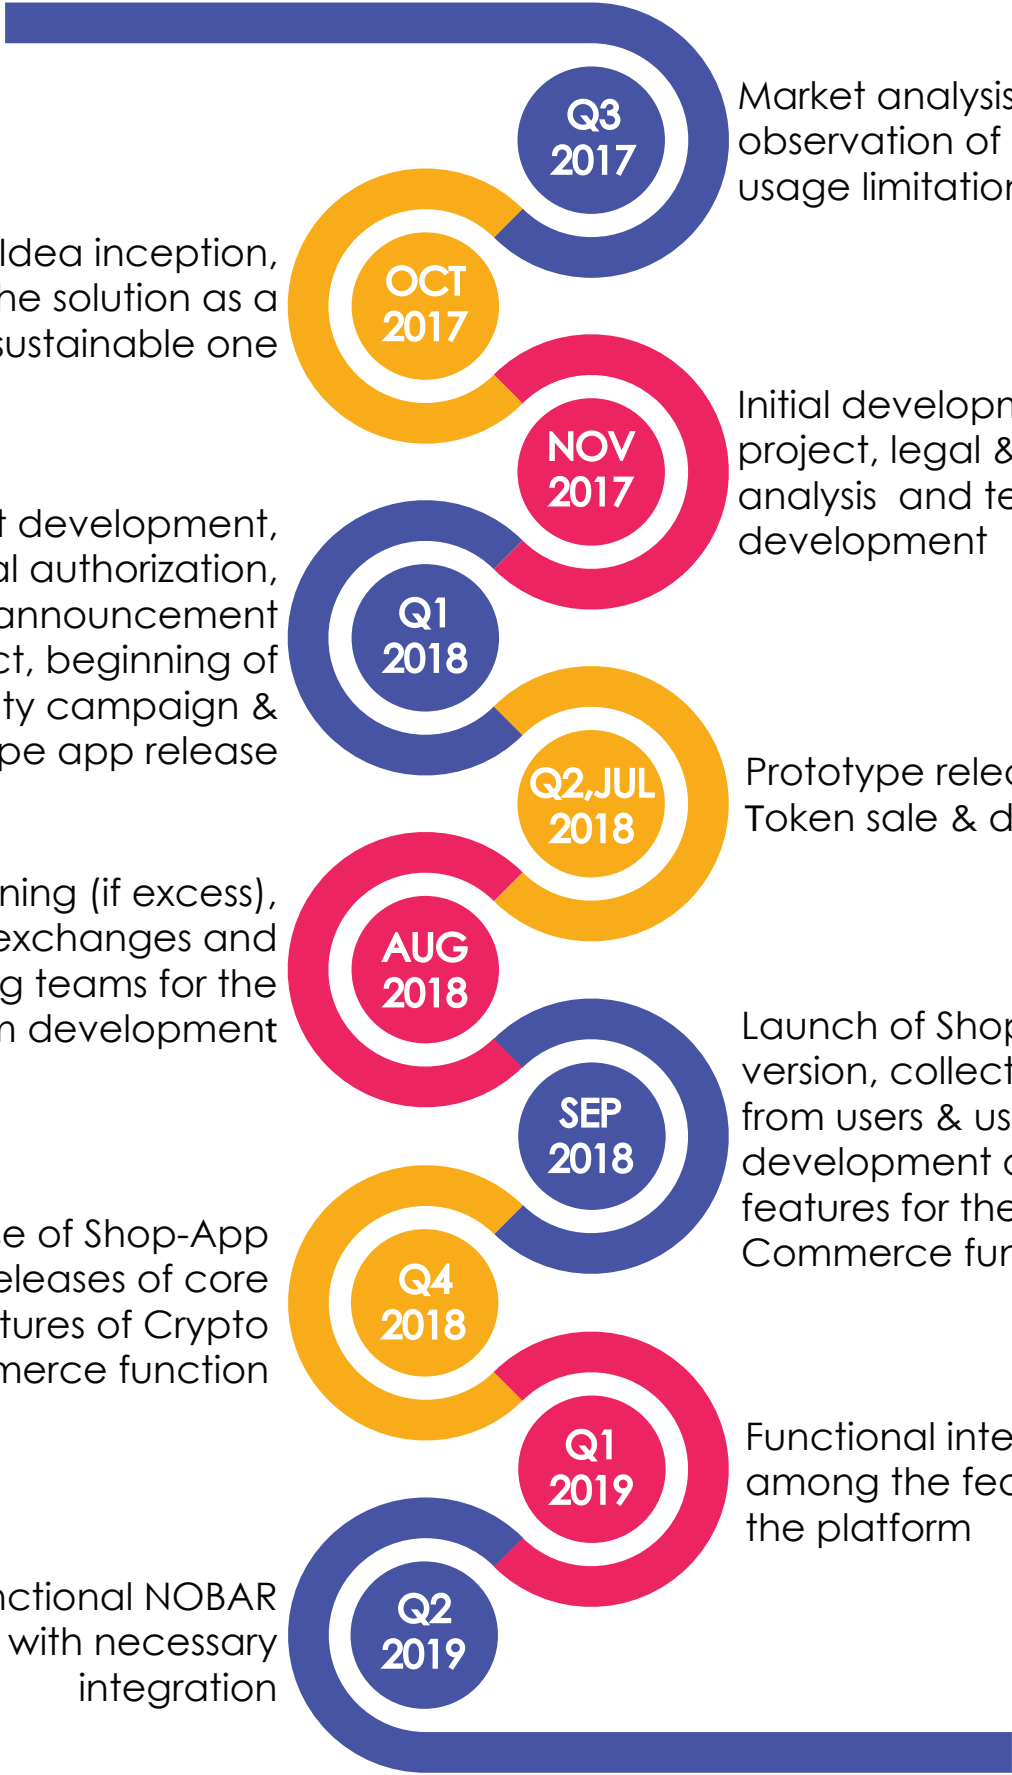 Q3
2017
Market analysis
observation of
usage limitation
Idea inception,
he solution as a
sustainable one
OCT
2017
NOV
2017
Initial developm
project, legal &
analysis and te
development
t development,
al authorization,
announcement
ct, beginning of
ty campaign &
pe app release
Q1
2018
Q2,JUL
2018
Prototype relea
Token sale & d
ning (if excess),
exchanges and
g teams for the
m development
AUG
2018
SEP
2018
Launch of Shop
version, collect
from users & us
development o
features for the
Commerce fun
se of Shop-App
eleases of core
tures of Crypto
merce function
Q4
2018
Q1
2019
Functional inte
among the fea
the platform
nctional NOBAR
with necessary
integration
Q2
2019